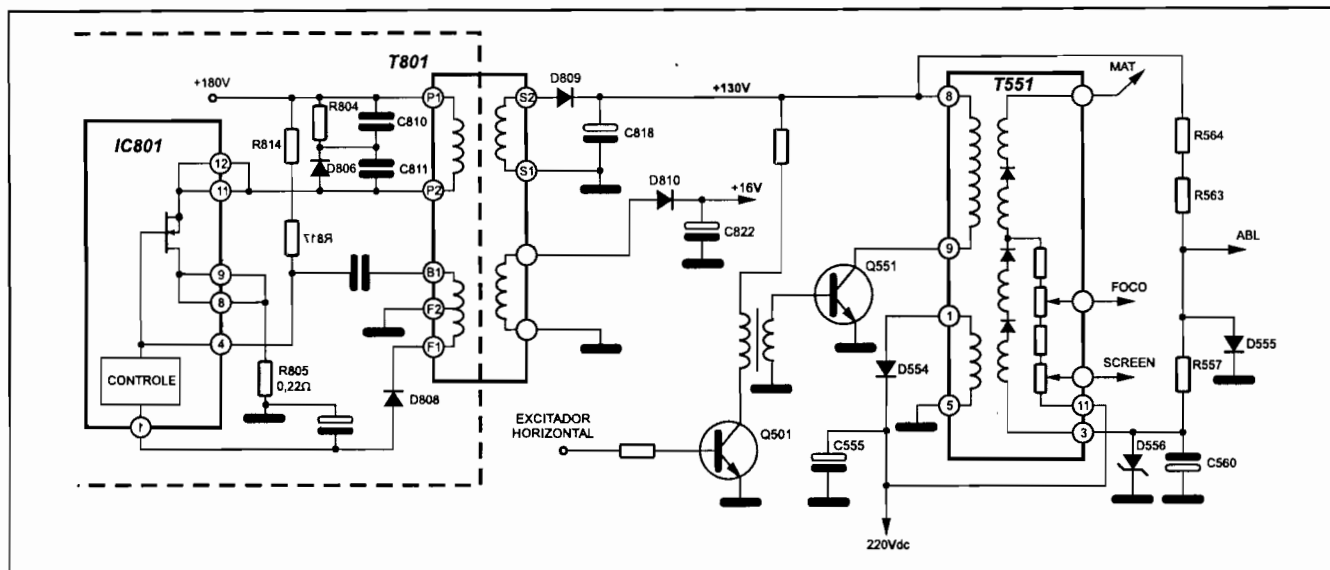 T801
+180V
IC801
R804
R814
C810
D806
C811
R817
12
11
9
8
4
1
CONTROLE
R805
0,22Ω
D808
P1
P2
B1
F2
F1
S2
S1
D809
+130V
C818
D810
+16V
C822
EXCITADOR
HORIZONTAL
Q501
Q551
T551
8
9
1
5
11
3
D554
C555
220Vdc
MAT
FOCO
SCREEN
R564
R563
ABL
D555
R557
D556
C560